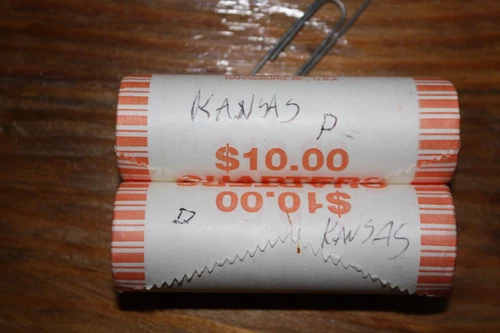 KANSAS
P
$10.00
QUARTERS
$10.00
D
KANSAS